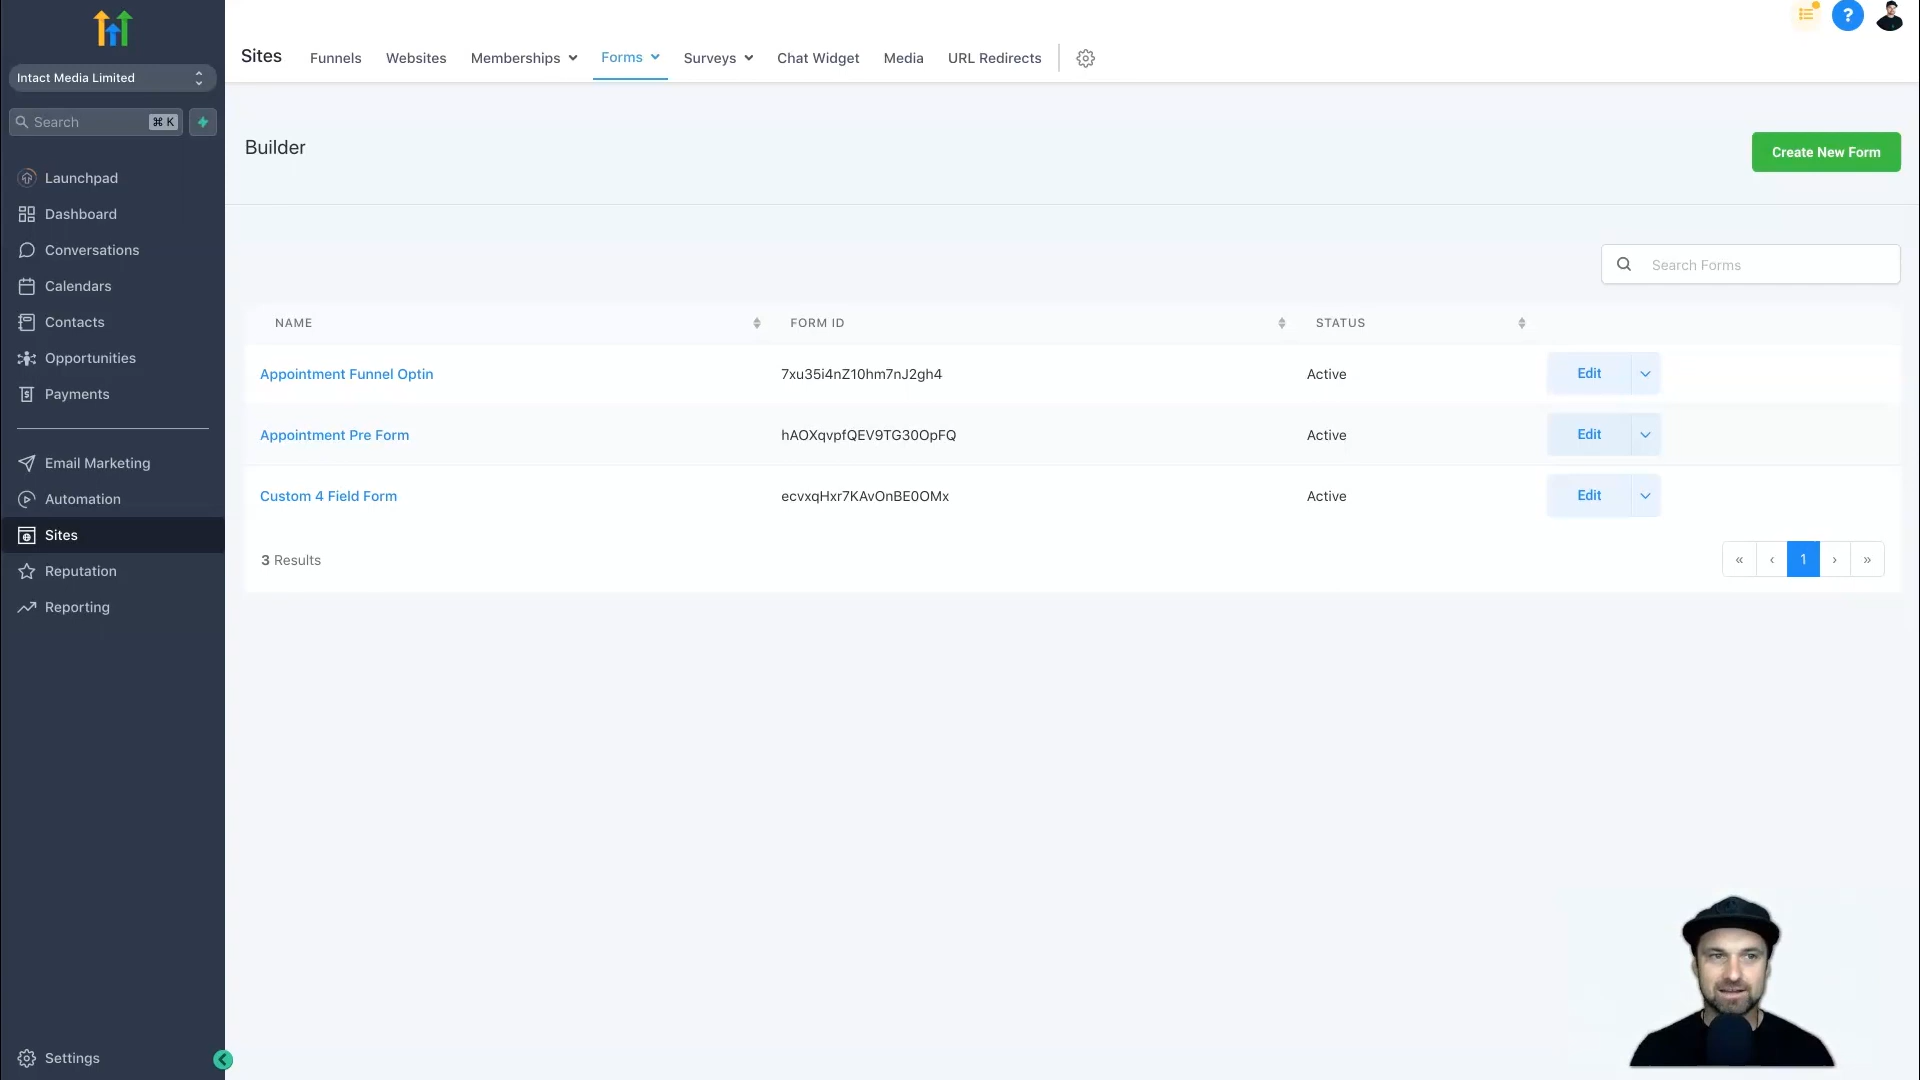 Intact Media Limited
Search ⌘ K
Launchpad
Dashboard
Conversations
Calendars
Contacts
Opportunities
Payments
Email Marketing
Automation
Sites
Reputation
Reporting
Settings
Sites Funnels Websites Memberships Forms Surveys Chat Widget Media URL Redirects
?
Builder
Create New Form
Search Forms
NAME FORM ID STATUS
Appointment Funnel Optin 7xu35i4nZ10hm7nJ2gh4 Active Edit
Appointment Pre Form hAOXqvpfQEV9TG30OpFQ Active Edit
Custom 4 Field Form ecvxqHxr7KAvOnBE0OMx Active Edit
3 Results
« ‹ 1 › »